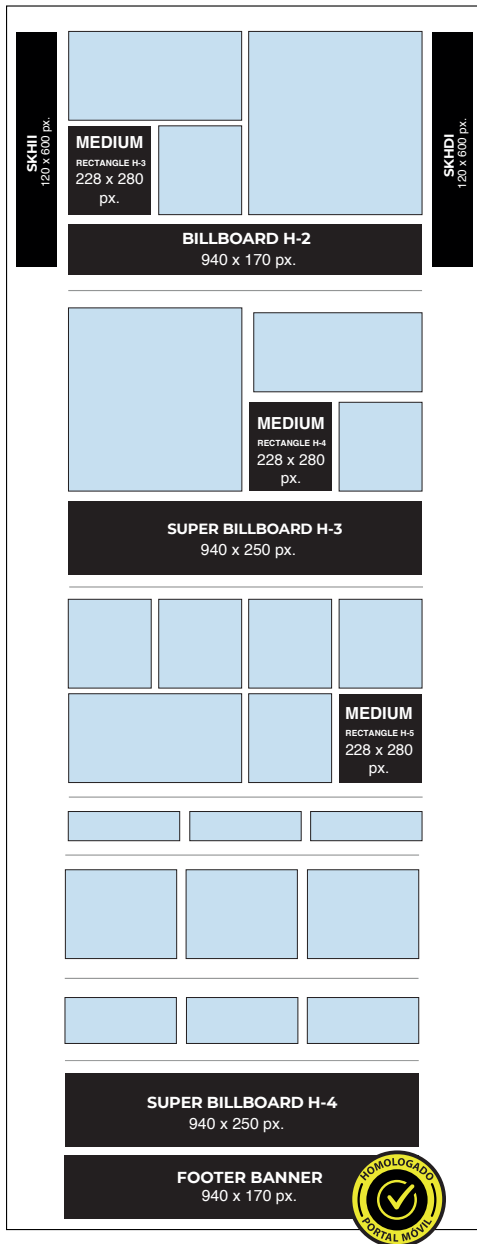 SKHII
120 x 600 px.
MEDIUM
RECTANGLE H-3
228 x 280
px.
SKHDI
120 x 600 px.
BILLBOARD H-2
940 x 170 px.
MEDIUM
RECTANGLE H-4
228 x 280
px.
SUPER BILLBOARD H-3
940 x 250 px.
MEDIUM
RECTANGLE H-5
228 x 280
px.
SUPER BILLBOARD H-4
940 x 250 px.
FOOTER BANNER
940 x 170 px.
HOMOLOGADO
PORTAL MÓVIL